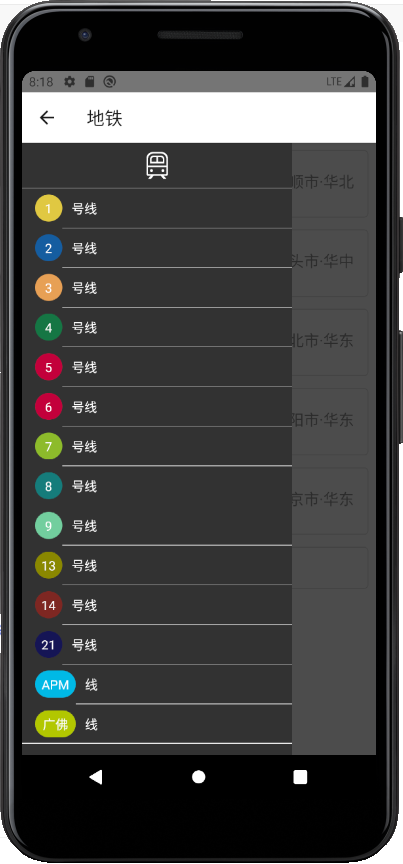 8:18 LTE
地铁
1 号线
顺市·华北
2 号线
头市·华中
3 号线
4 号线
北市·华东
5 号线
6 号线
阳市·华东
7 号线
8 号线
京市·华东
9 号线
13 号线
14 号线
21 号线
APM 线
广佛 线